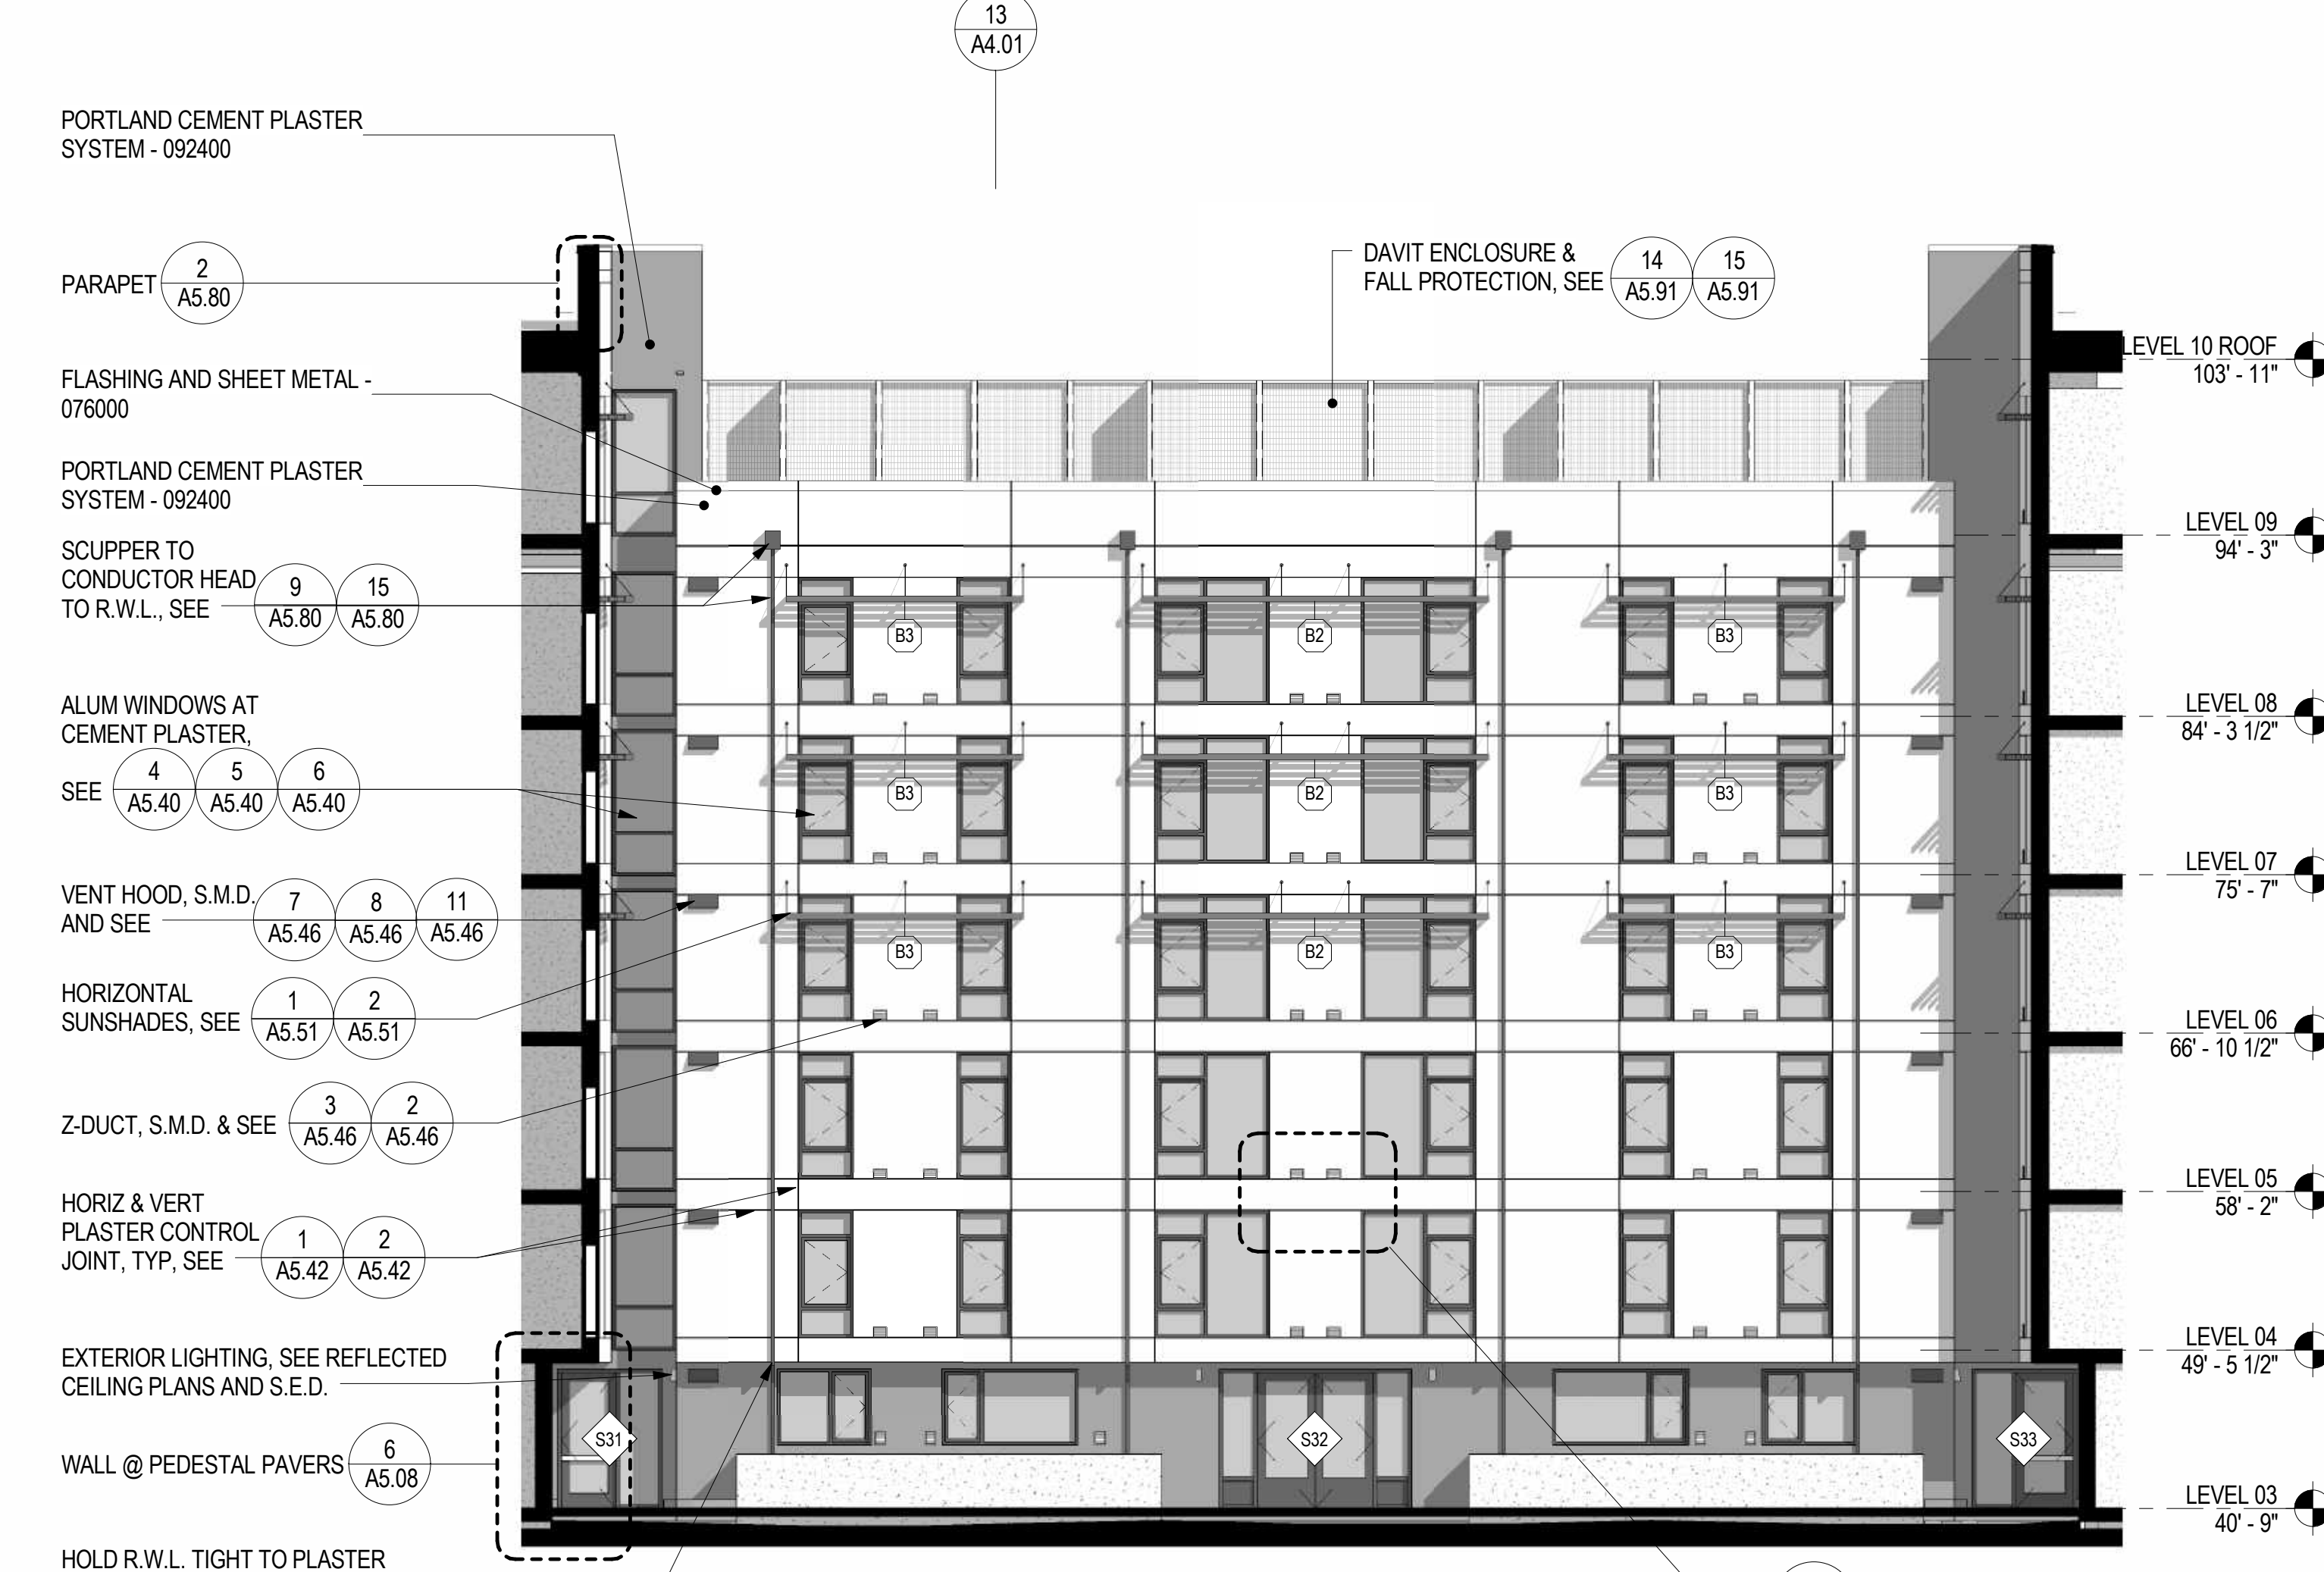 13
A4.01
PORTLAND CEMENT PLASTER
SYSTEM - 092400
PARAPET
2
A5.80
DAVIT ENCLOSURE &
FALL PROTECTION, SEE
14
A5.91
15
A5.91
LEVEL 10 ROOF
103' - 11"
FLASHING AND SHEET METAL -
076000
PORTLAND CEMENT PLASTER
SYSTEM - 092400
LEVEL 09
94' - 3"
SCUPPER TO
CONDUCTOR HEAD
TO R.W.L., SEE
9
A5.80
15
A5.80
B3
B2
B3
ALUM WINDOWS AT
CEMENT PLASTER,
SEE
4
A5.40
5
A5.40
6
A5.40
LEVEL 08
84' - 3 1/2"
B3
B2
B3
LEVEL 07
75' - 7"
VENT HOOD, S.M.D.
AND SEE
7
A5.46
8
A5.46
11
A5.46
B3
B2
B3
HORIZONTAL
SUNSHADES, SEE
1
A5.51
2
A5.51
LEVEL 06
66' - 10 1/2"
Z-DUCT, S.M.D. & SEE
3
A5.46
2
A5.46
LEVEL 05
58' - 2"
HORIZ & VERT
PLASTER CONTROL
JOINT, TYP, SEE
1
A5.42
2
A5.42
LEVEL 04
49' - 5 1/2"
EXTERIOR LIGHTING, SEE REFLECTED
CEILING PLANS AND S.E.D.
S31
S32
S33
WALL @ PEDESTAL PAVERS
6
A5.08
LEVEL 03
40' - 9"
HOLD R.W.L. TIGHT TO PLASTER